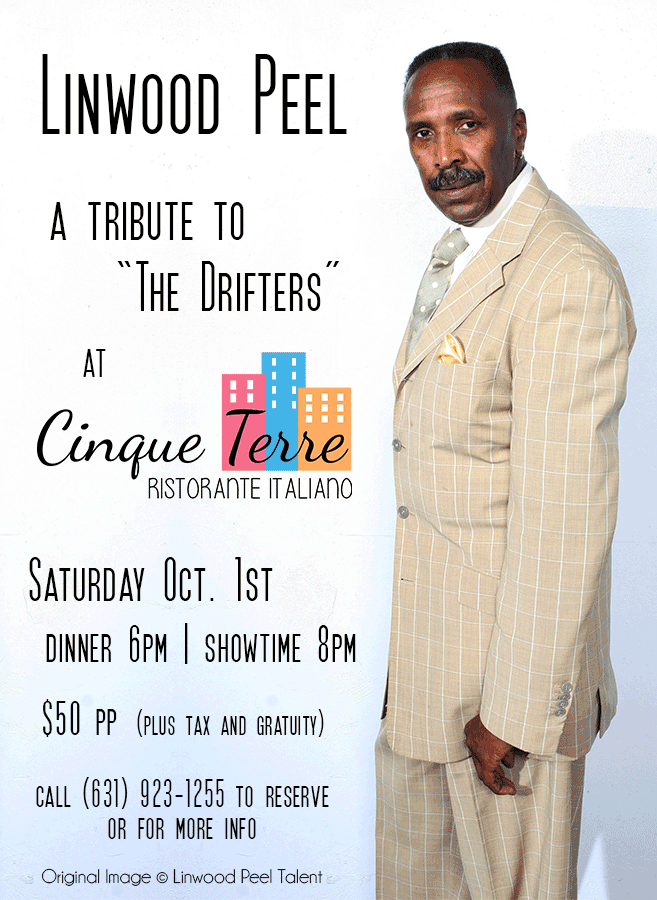 Linwood Peel
A TRIBUTE TO
“The Drifters”
AT
Cinque Terre
RISTORANTE ITALIANO
Saturday Oct. 1st
DINNER 6PM | SHOWTIME 8PM
$50 PP (PLUS TAX AND GRATUITY)
CALL (631) 923-1255 TO RESERVE
OR FOR MORE INFO
Original Image © Linwood Peel Talent